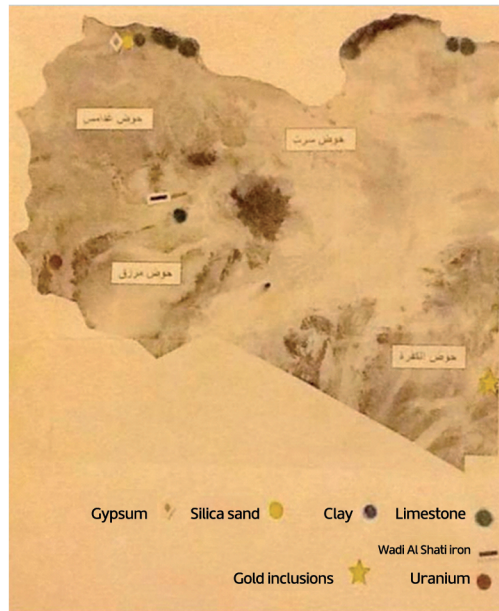 حوض غدامس
حوض سرت
حوض مرزق
حوض الكفرة
Gypsum Silica sand Clay Limestone
Wadi Al Shati iron
Gold inclusions Uranium